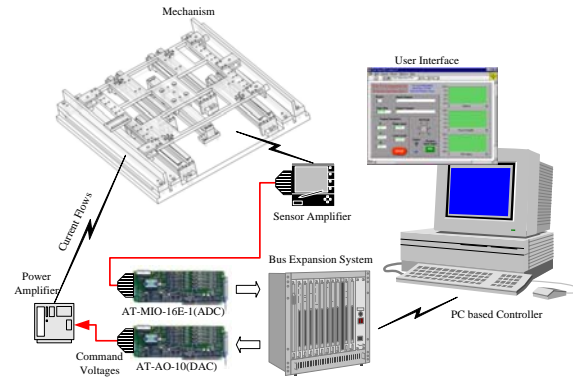 Mechanism
User Interface
Current Flows
Sensor Amplifier
Power
Amplifier
Bus Expansion System
AT-MIO-16E-1(ADC)
PC based Controller
Command
Voltages
AT-AO-10(DAC)